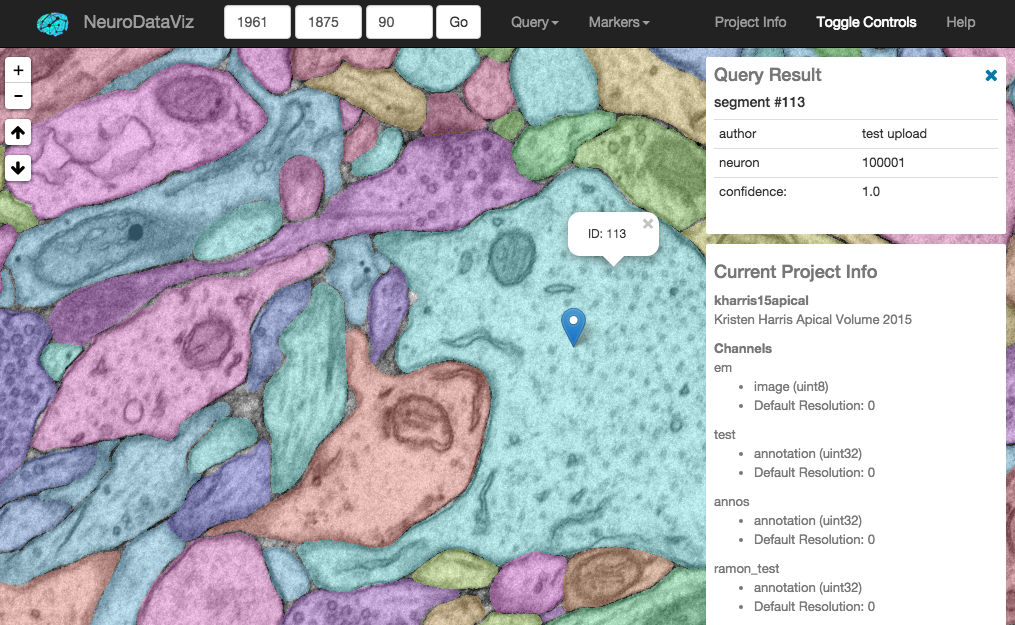 NeuroDataViz 1961 1875 90 Go Query Markers Project Info Toggle Controls Help
+
−
Query Result
segment #113
author test upload
neuron 100001
confidence: 1.0
ID: 113
Current Project Info
kharris15apical
Kristen Harris Apical Volume 2015
Channels
em
• image (uint8)
• Default Resolution: 0
test
• annotation (uint32)
• Default Resolution: 0
annos
• annotation (uint32)
• Default Resolution: 0
ramon_test
• annotation (uint32)
• Default Resolution: 0